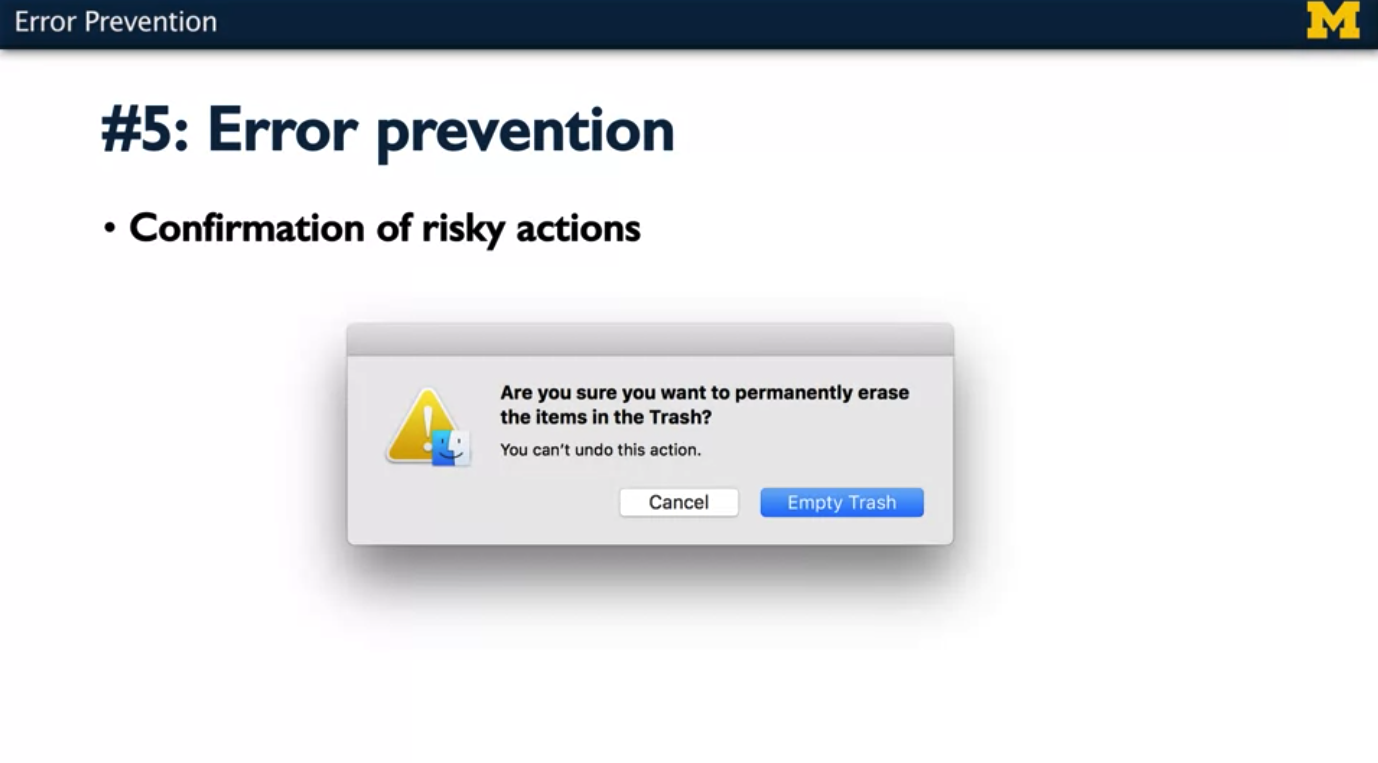 Error Prevention
M
#5: Error prevention
• Confirmation of risky actions
Are you sure you want to permanently erase
the items in the Trash?
You can't undo this action.
Cancel Empty Trash